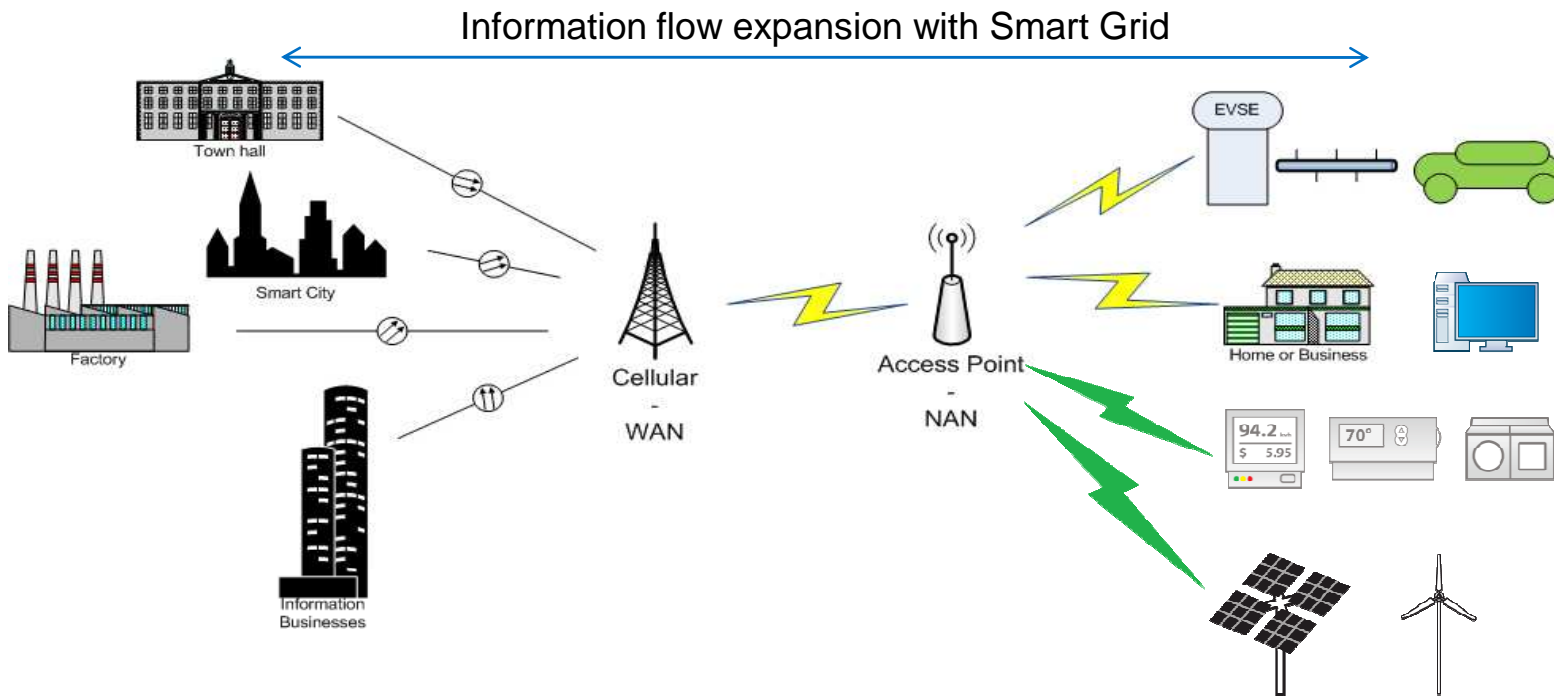 Information flow expansion with Smart Grid
Town hall
Smart City
Factory
Information
Businesses
Cellular
-
WAN
Access Point
-
NAN
EVSE
Home or Business
94.2 kwh
$ 5.95
70°